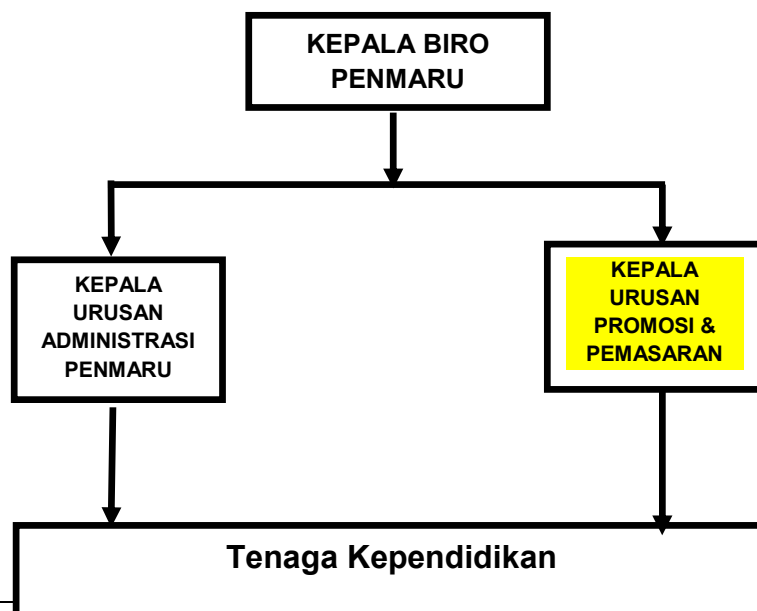 KEPALA BIRO
PENMARU
KEPALA
URUSAN
ADMINISTRASI
PENMARU
KEPALA
URUSAN
PROMOSI &
PEMASARAN
Tenaga Kependidikan